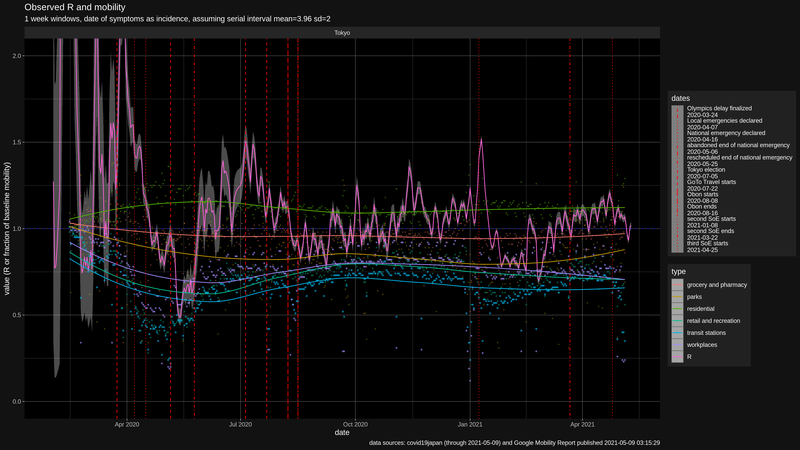 Observed R and mobility
1 week windows, date of symptoms as incidence, assuming serial interval mean=3.96 sd=2
Tokyo
value (R or fraction of baseline mobility)
2.0
1.5
1.0
0.5
0.0
Apr 2020
Jul 2020
Oct 2020
Jan 2021
Apr 2021
date
dates
Olympics delay finalized
2020-03-24
Local emergencies declared
2020-04-07
National emergency declared
2020-04-16
abandoned end of national emergency
2020-05-06
rescheduled end of national emergency
2020-05-25
Tokyo election
2020-07-05
GoTo Travel starts
2020-07-22
Obon starts
2020-08-08
Obon ends
2020-08-16
second SoE starts
2021-01-08
second SoE ends
2021-03-22
third SoE starts
2021-04-25
type
grocery and pharmacy
parks
residential
retail and recreation
transit stations
workplaces
R
data sources: covid19japan (through 2021-05-09) and Google Mobility Report published 2021-05-09 03:15:29